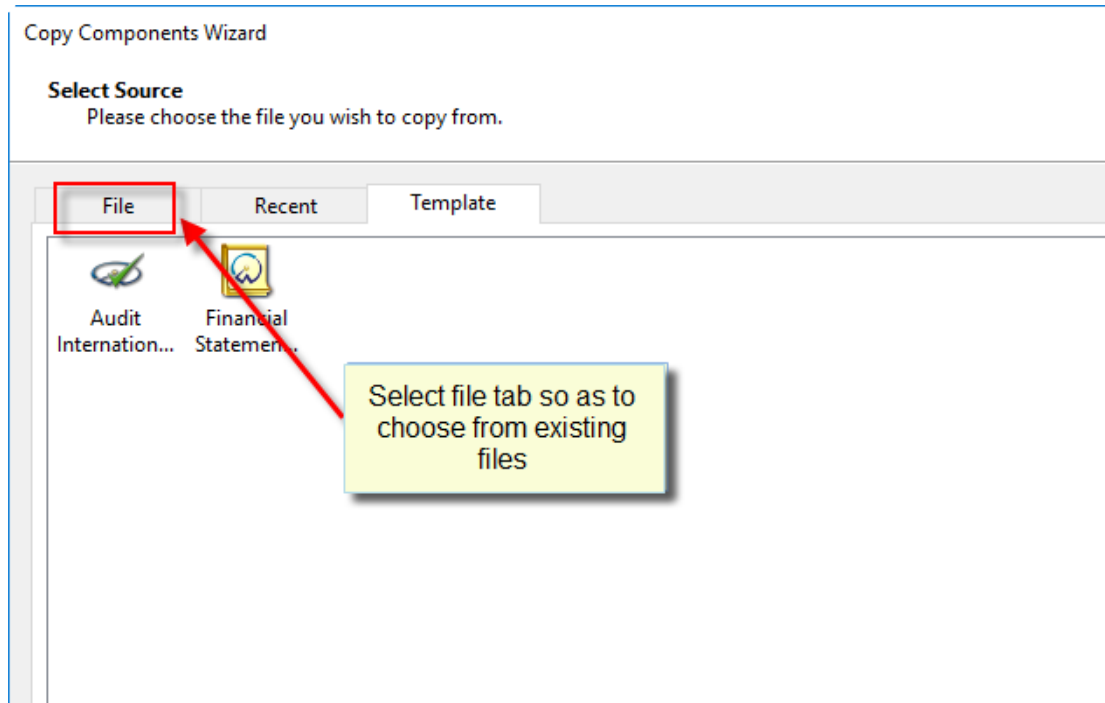 Copy Components Wizard
Select Source
Please choose the file you wish to copy from.
File Recent Template
Audit Financial
Internation... Statemen...
Select file tab so as to
choose from existing
files